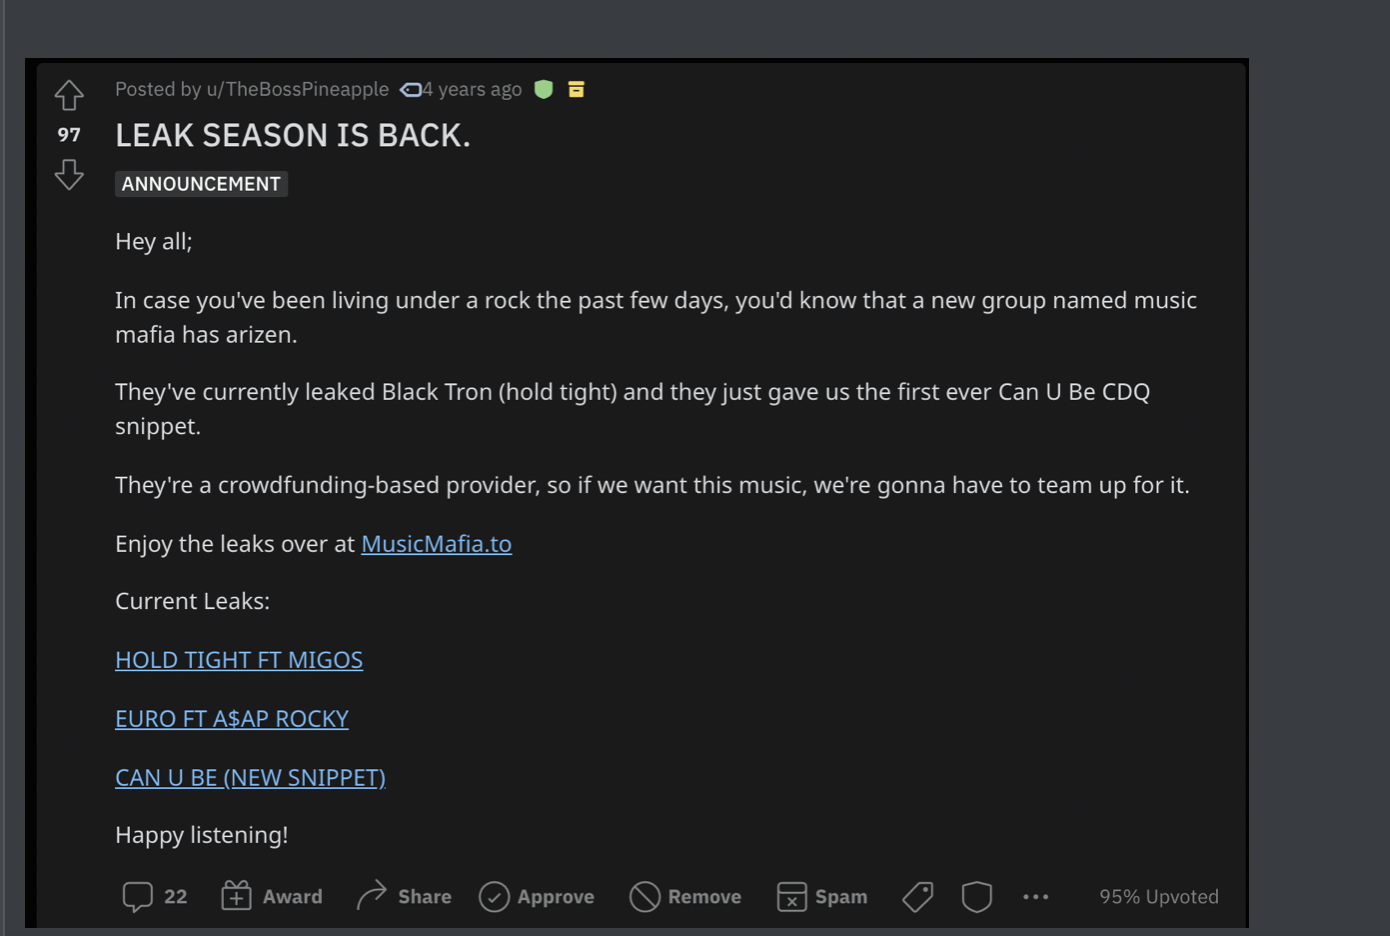 Posted by u/TheBossPineapple 4 years ago
97
LEAK SEASON IS BACK.
ANNOUNCEMENT
Hey all;
In case you've been living under a rock the past few days, you'd know that a new group named music
mafia has arizen.
They've currently leaked Black Tron (hold tight) and they just gave us the first ever Can U Be CDQ
snippet.
They're a crowdfunding-based provider, so if we want this music, we're gonna have to team up for it.
Enjoy the leaks over at MusicMafia.to
Current Leaks:
HOLD TIGHT FT MIGOS
EURO FT A$AP ROCKY
CAN U BE (NEW SNIPPET)
Happy listening!
22 Award Share Approve Remove Spam ... 95% Upvoted